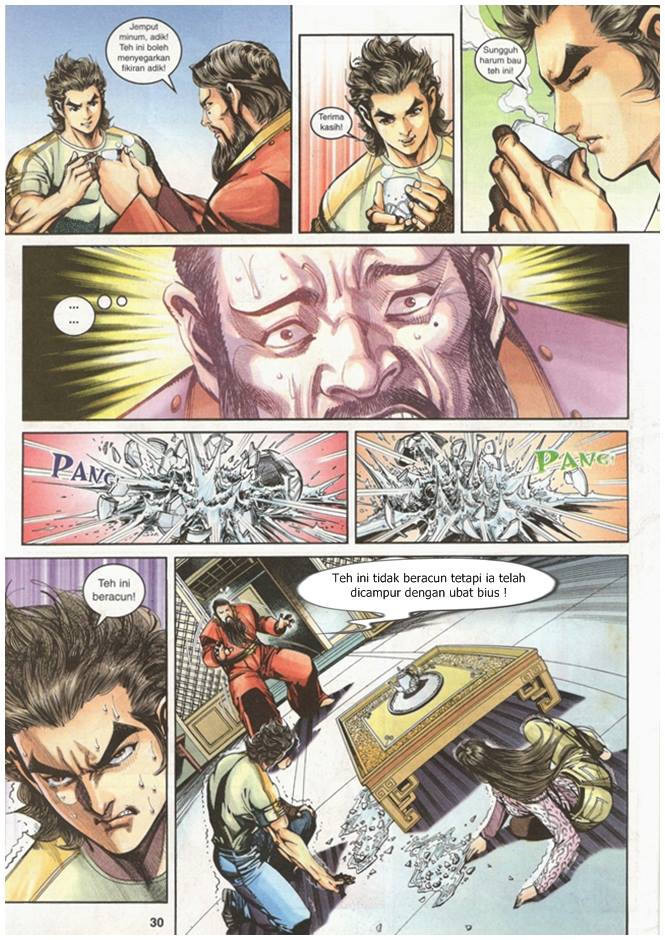 Jemput
minum, adik!
Teh ini boleh
menyegarkan
fikiran adik!
Terima
kasih!
Sungguh
harum bau
teh ini!
...
...
PANG!
PANG!
Teh ini
beracun!
Teh ini tidak beracun tetapi ia telah
dicampur dengan ubat bius !
30